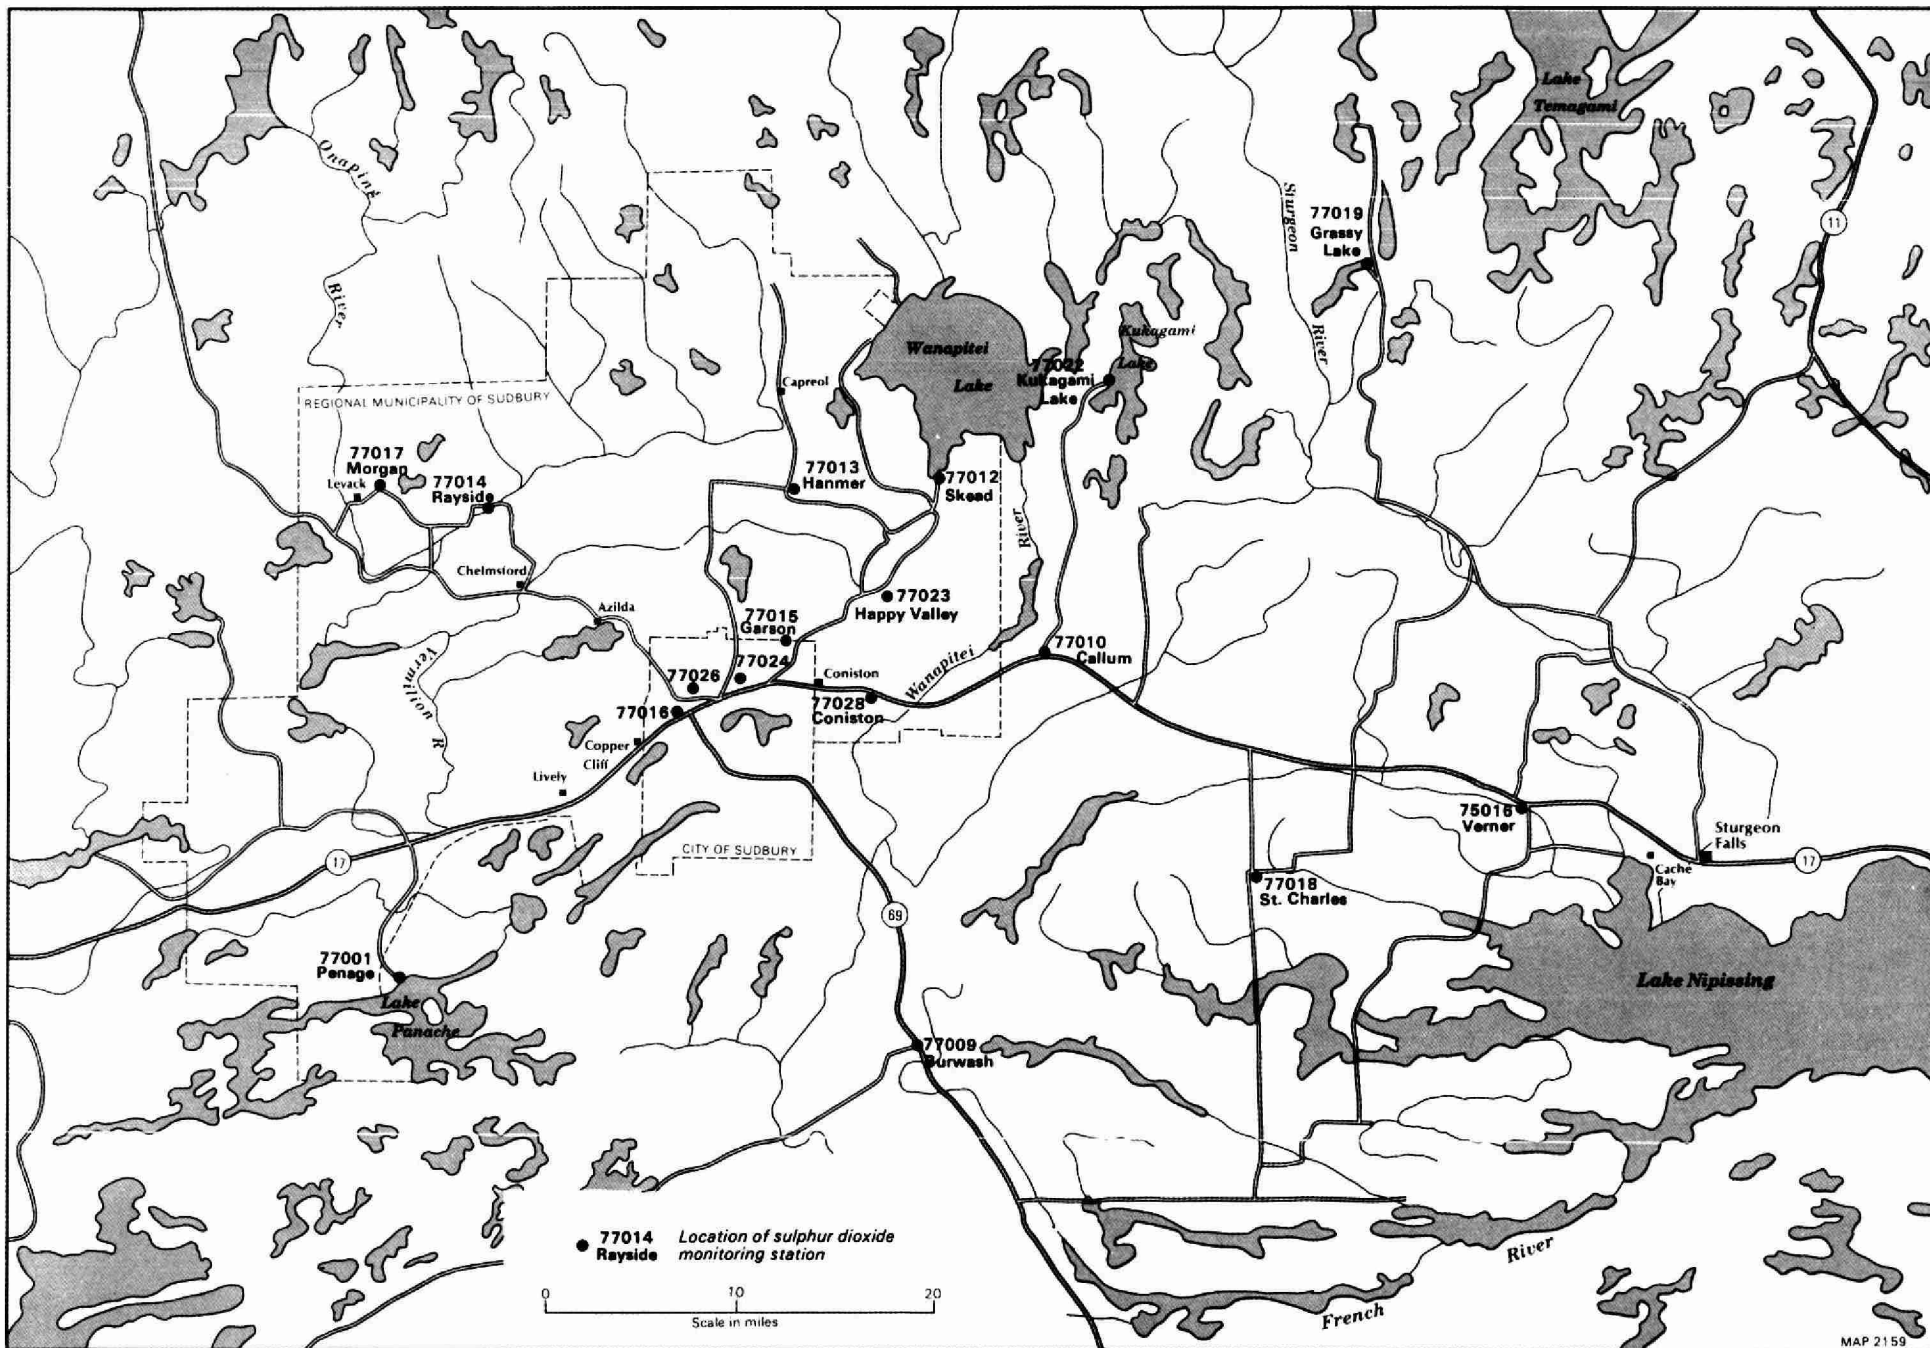 Lake
Temagami
Onaping
River
Sturgeon
River
77019
Grassy
Lake
11
Wanapitei
Lake
Kukagami
Lake
77022
Kukagami
Lake
Capreol
REGIONAL MUNICIPALITY OF SUDBURY
77017
Morgan
Levack
77014
Rayside
77013
Hanmer
77012
Skead
River
Chelmsford
Azilda
77023
Happy Valley
77015
Garson
77024
77026
77016
Coniston
77028
Coniston
Wanapitei
77010
Callum
Vermilion R
Copper
Cliff
Lively
17
CITY OF SUDBURY
69
75016
Verner
Sturgeon
Falls
Cache
Bay
17
77018
St. Charles
77001
Penage
Lake
Panache
Lake Nipissing
77009
Burwash
77014
Rayside
Location of sulphur dioxide
monitoring station
0 10 20
Scale in miles
French
River
MAP 2159